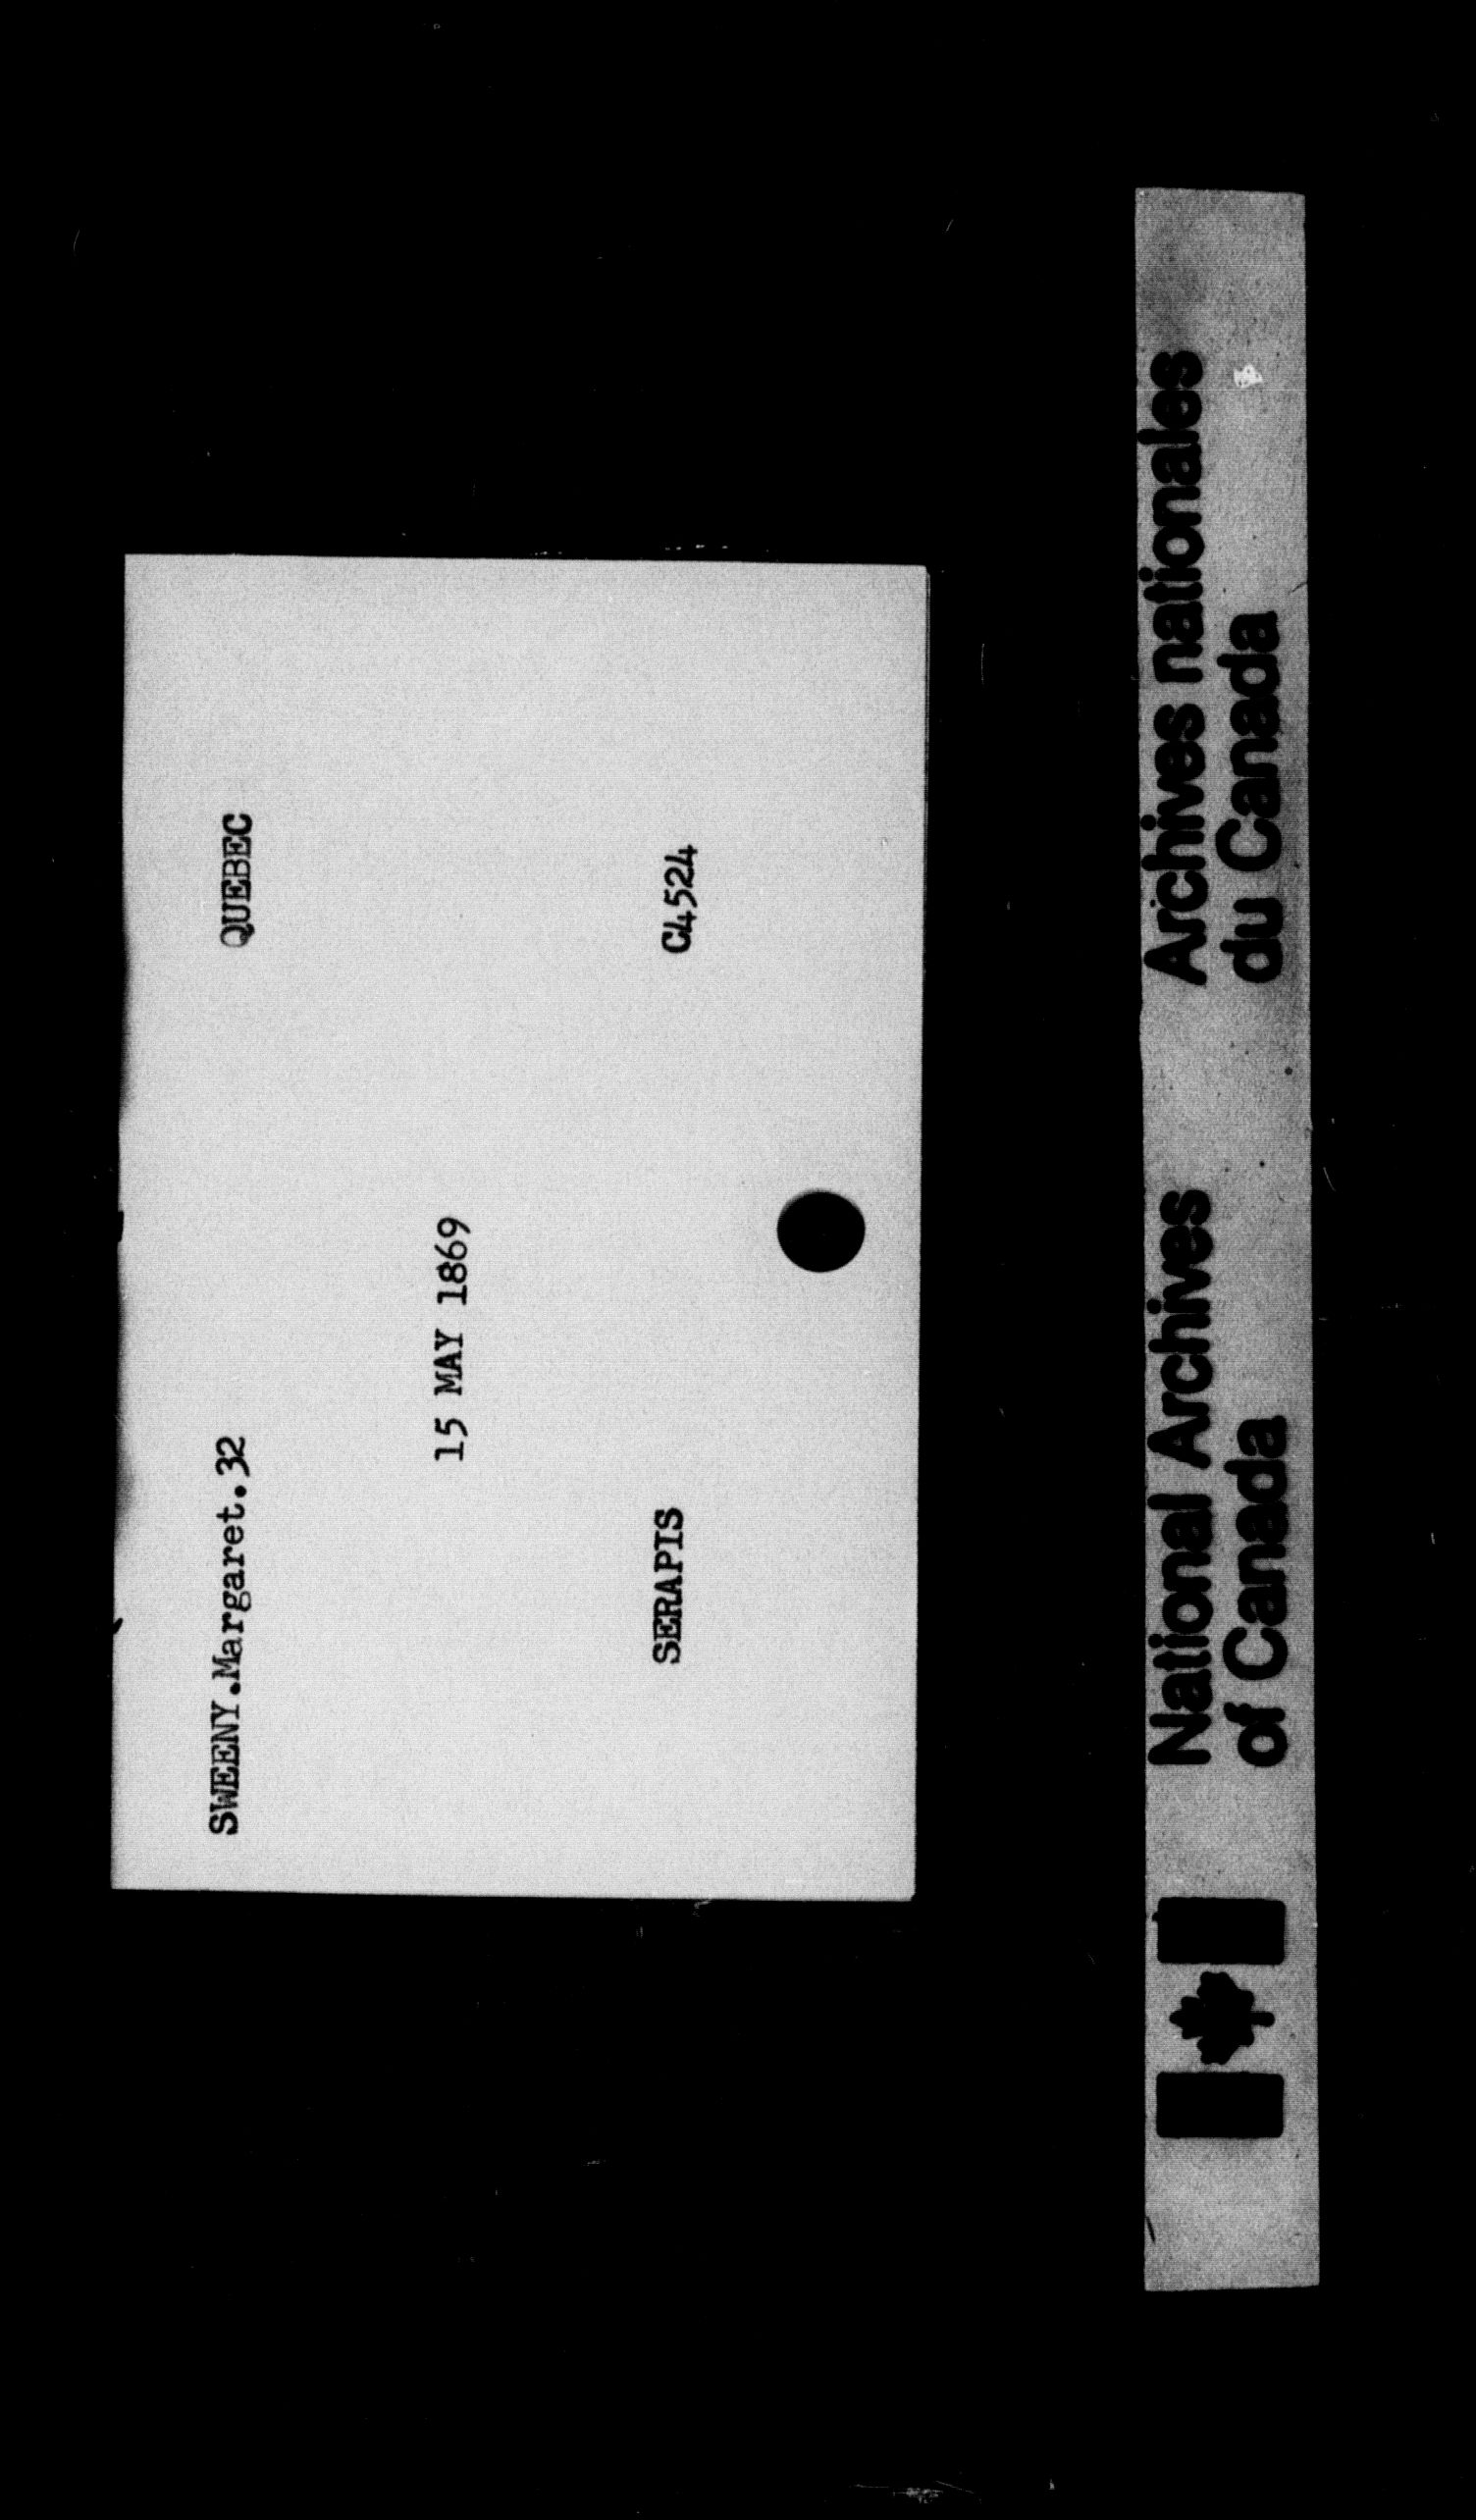 SWEENY.Margaret.32 QUEBEC
15 MAY 1869
SERAPIS C4524
National Archives
of Canada
Archives nationales
du Canada